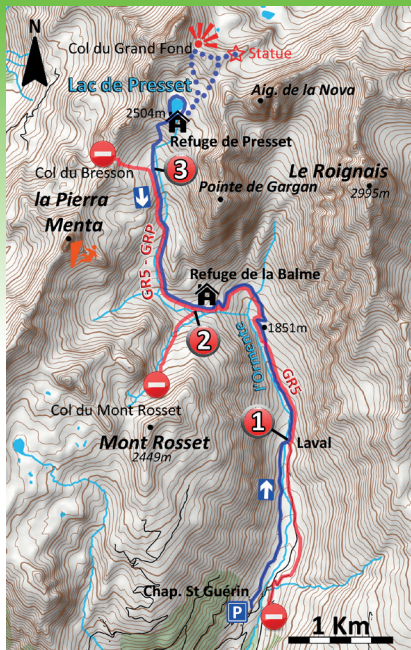 N
Col du Grand Fond
Statue
Lac de Presset
2504m
Aig. de la Nova
Refuge de Presset
3
Col du Bresson
Le Roignais
2995m
Pointe de Gargan
la Pierra
Menta
GR5 - GRP
Refuge de la Balme
1851m
2
l'Ormente
GR5
Col du Mont Rosset
1
Mont Rosset
2449m
Laval
Chap. St Guérin
P
1 Km